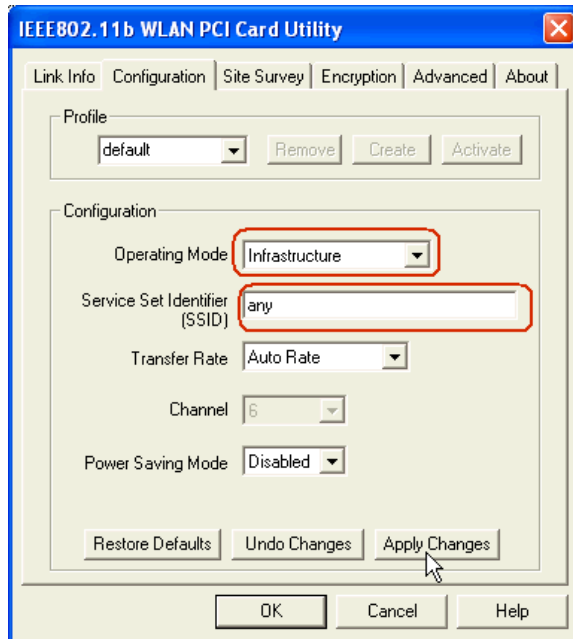 IEEE802.11b WLAN PCI Card Utility
Link Info Configuration Site Survey Encryption Advanced About
Profile
default Remove Create Activate
Configuration
Operating Mode Infrastructure
Service Set Identifier
(SSID) any
Transfer Rate Auto Rate
Channel 6
Power Saving Mode Disabled
Restore Defaults Undo Changes Apply Changes
OK Cancel Help